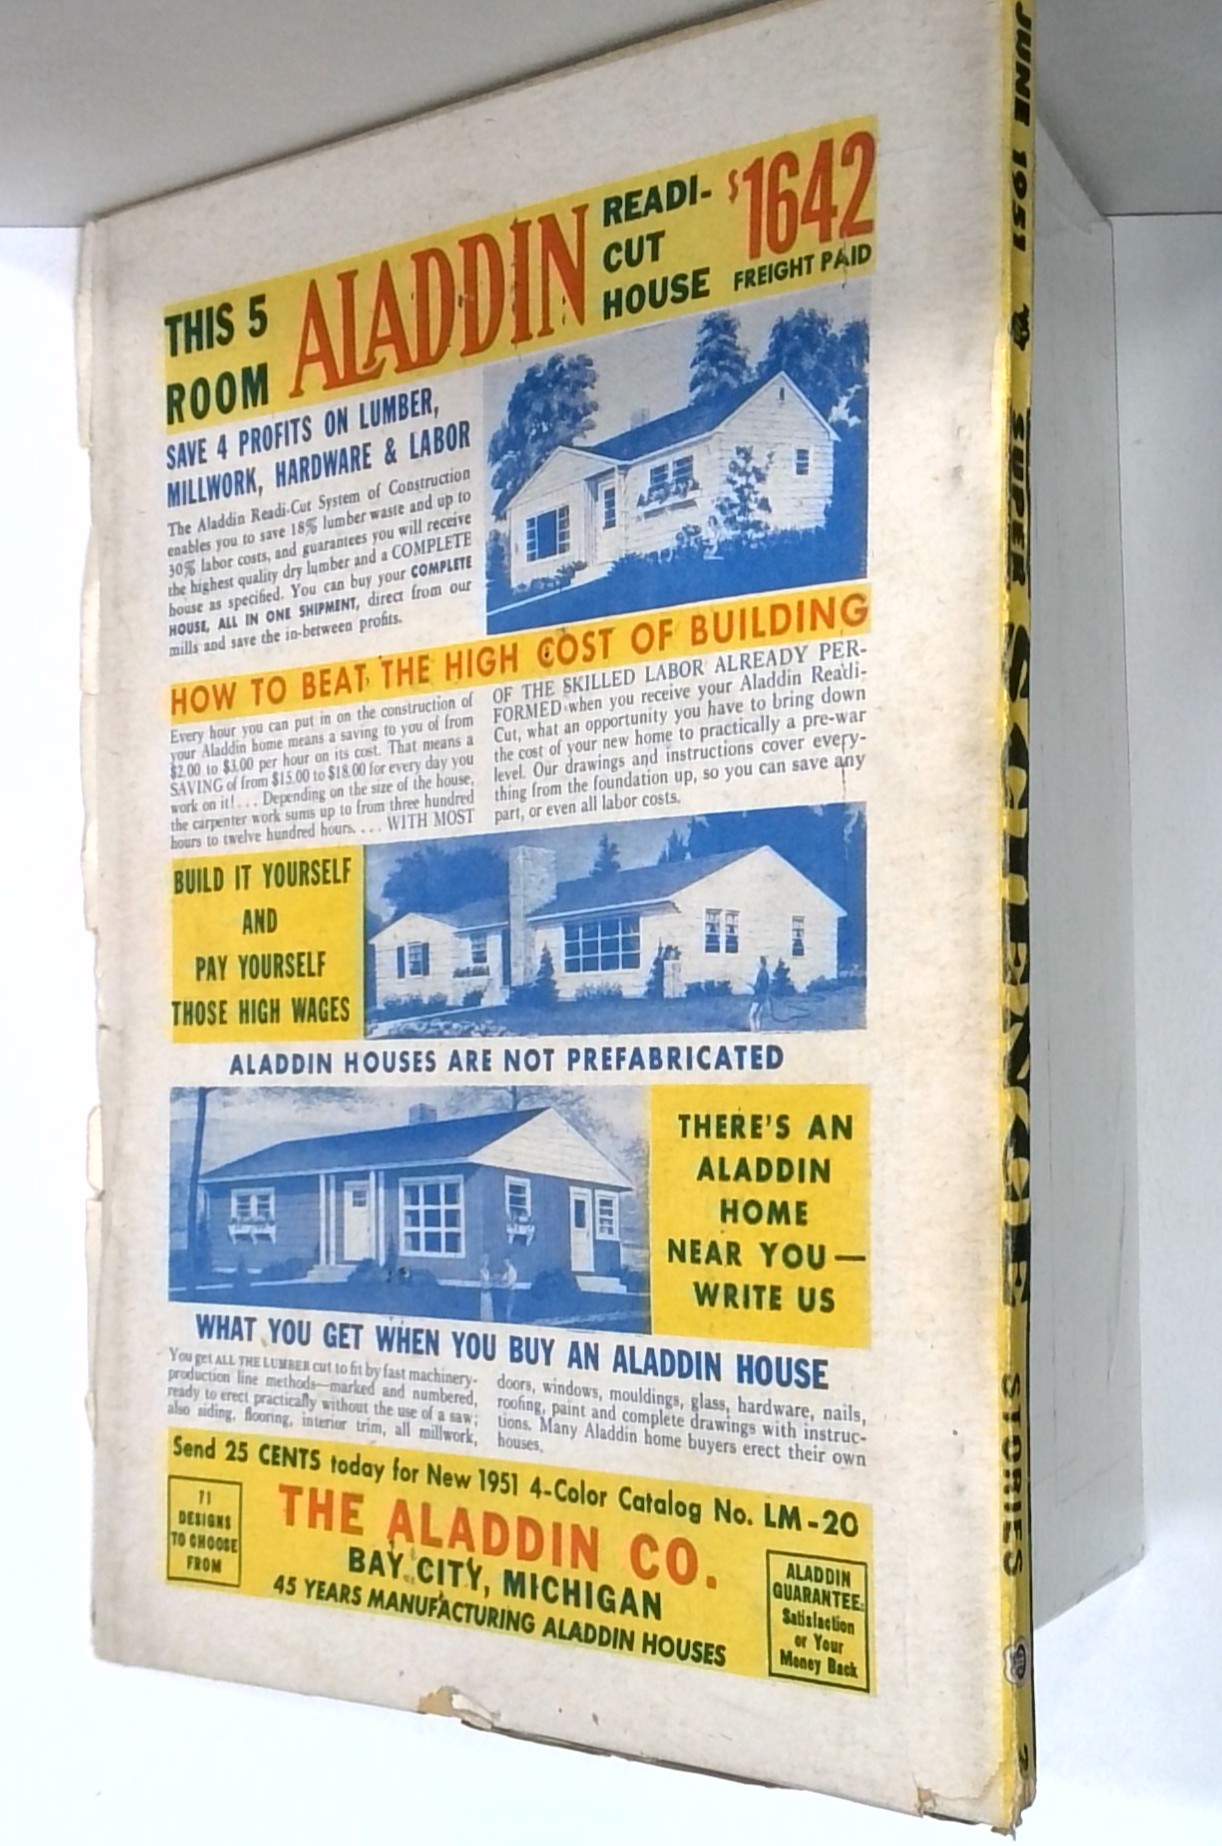 THIS 5
ROOM
ALADDIN
READI-
CUT
HOUSE
$1642
FREIGHT PAID
SAVE 4 PROFITS ON LUMBER,
MILLWORK, HARDWARE & LABOR
The Aladdin Readi-Cut System of Construction
enables you to save 18% lumber waste and up to
30% labor costs, and guarantees you will receive
the highest quality dry lumber and a COMPLETE
house as specified. You can buy your COMPLETE
HOUSE, ALL IN ONE SHIPMENT, direct from our
mills and save the in-between profits.
HOW TO BEAT THE HIGH COST OF BUILDING
Every hour you can put in on the construction of
your Aladdin home means a saving to you of from
$2.00 to $3.00 per hour on its cost. That means a
SAVING of from $15.00 to $18.00 for every day you
work on it! . . . Depending on the size of the house,
the carpenter work sums up to from three hundred
hours to twelve hundred hours. . . . WITH MOST
OF THE SKILLED LABOR ALREADY PER-
FORMED when you receive your Aladdin Readi-
Cut, what an opportunity you have to bring down
the cost of your new home to practically a pre-war
level. Our drawings and instructions cover every-
thing from the foundation up, so you can save any
part, or even all labor costs.
BUILD IT YOURSELF
AND
PAY YOURSELF
THOSE HIGH WAGES
ALADDIN HOUSES ARE NOT PREFABRICATED
THERE'S AN
ALADDIN
HOME
NEAR YOU —
WRITE US
WHAT YOU GET WHEN YOU BUY AN ALADDIN HOUSE
You get ALL THE LUMBER cut to fit by fast machinery-
production line methods—marked and numbered,
ready to erect practically without the use of a saw;
also siding, flooring, interior trim, all millwork,
doors, windows, mouldings, glass, hardware, nails,
roofing, paint and complete drawings with instruc-
tions. Many Aladdin home buyers erect their own
houses.
Send 25 CENTS today for New 1951 4-Color Catalog No. LM-20
71
DESIGNS
TO CHOOSE
FROM
THE ALADDIN CO.
BAY CITY, MICHIGAN
45 YEARS MANUFACTURING ALADDIN HOUSES
ALADDIN
GUARANTEE:
Satisfaction
or Your
Money Back
JUNE 1951 SUPER SCIENCE STORIES